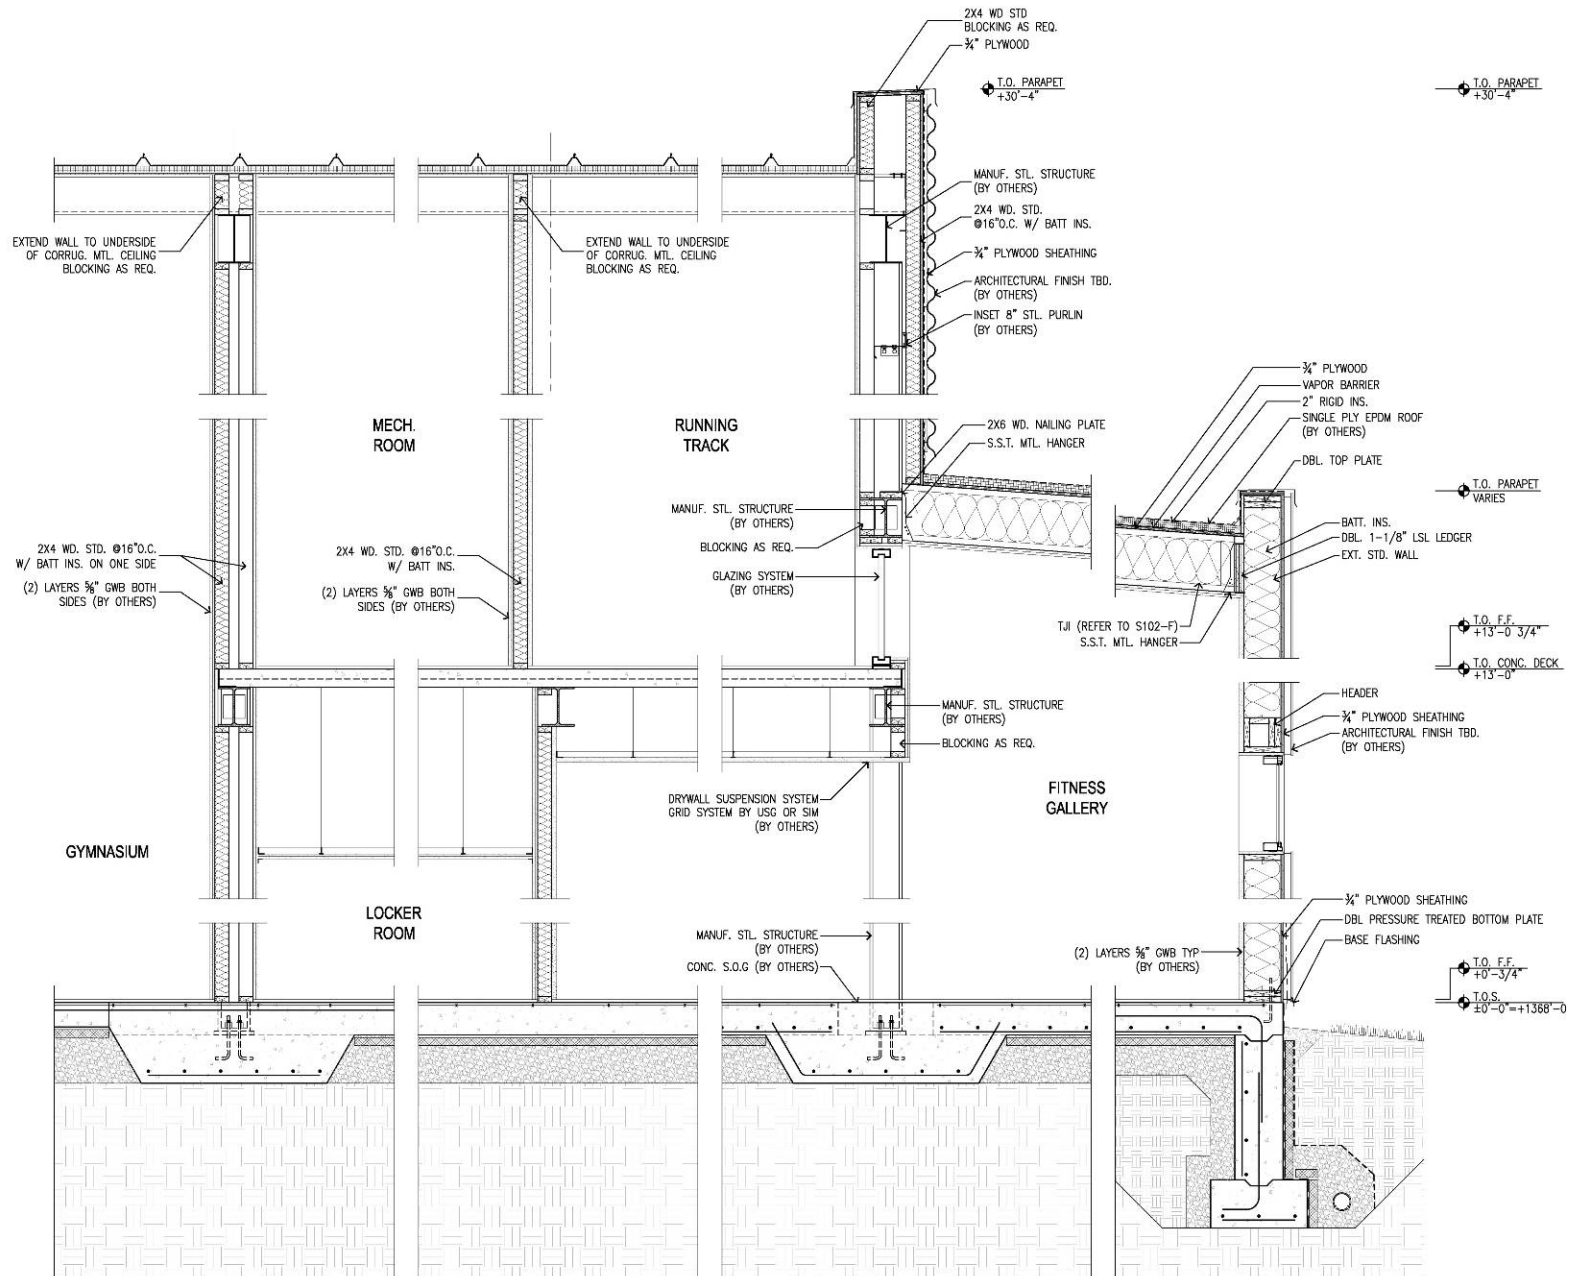 2X4 WD STD
BLOCKING AS REQ.
¾" PLYWOOD
T.O. PARAPET
+30'-4"
T.O. PARAPET
+30'-4"
MANUF. STL. STRUCTURE
(BY OTHERS)
2X4 WD. STD.
@16"O.C. W/ BATT INS.
¾" PLYWOOD SHEATHING
ARCHITECTURAL FINISH TBD.
(BY OTHERS)
INSET 8" STL. PURLIN
(BY OTHERS)
EXTEND WALL TO UNDERSIDE
OF CORRUG. MTL. CEILING
BLOCKING AS REQ.
EXTEND WALL TO UNDERSIDE
OF CORRUG. MTL. CEILING
BLOCKING AS REQ.
¾" PLYWOOD
VAPOR BARRIER
2" RIGID INS.
SINGLE PLY EPDM ROOF
(BY OTHERS)
DBL. TOP PLATE
MECH.
ROOM
RUNNING
TRACK
2X6 WD. NAILING PLATE
S.S.T. MTL. HANGER
T.O. PARAPET
VARIES
MANUF. STL. STRUCTURE
(BY OTHERS)
BLOCKING AS REQ.
BATT. INS.
DBL. 1-1/8" LSL LEDGER
EXT. STD. WALL
2X4 WD. STD. @16"O.C.
W/ BATT INS. ON ONE SIDE
(2) LAYERS ⅝" GWB BOTH
SIDES (BY OTHERS)
2X4 WD. STD. @16"O.C.
W/ BATT INS.
(2) LAYERS ⅝" GWB BOTH
SIDES (BY OTHERS)
GLAZING SYSTEM
(BY OTHERS)
TJI (REFER TO S102-F)
S.S.T. MTL. HANGER
T.O. F.F.
+13'-0 3/4"
T.O. CONC. DECK
+13'-0"
MANUF. STL. STRUCTURE
(BY OTHERS)
BLOCKING AS REQ.
HEADER
¾" PLYWOOD SHEATHING
ARCHITECTURAL FINISH TBD.
(BY OTHERS)
DRYWALL SUSPENSION SYSTEM
GRID SYSTEM BY USG OR SIM
(BY OTHERS)
FITNESS
GALLERY
GYMNASIUM
LOCKER
ROOM
MANUF. STL. STRUCTURE
(BY OTHERS)
CONC. S.O.G (BY OTHERS)
(2) LAYERS ⅝" GWB TYP
(BY OTHERS)
¾" PLYWOOD SHEATHING
DBL PRESSURE TREATED BOTTOM PLATE
BASE FLASHING
T.O. F.F.
+0'-3/4"
T.O.S.
±0'-0"=+1368'-0